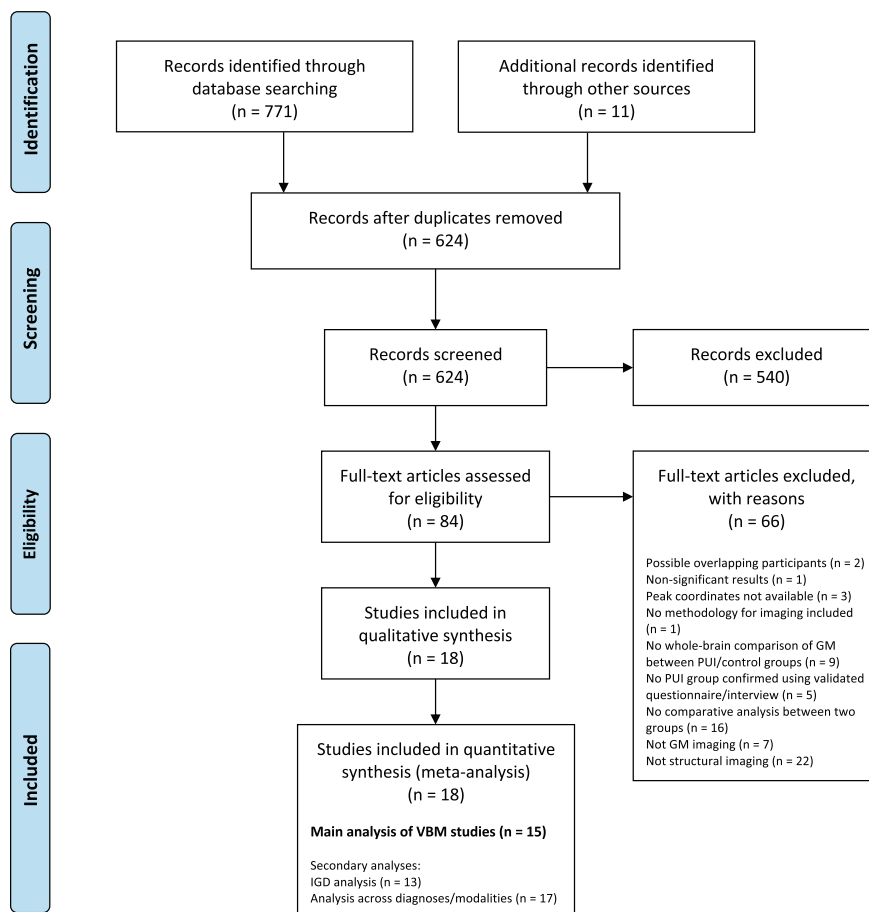 Identification
Records identified through
database searching
(n = 771)
Additional records identified
through other sources
(n = 11)
Records after duplicates removed
(n = 624)
Screening
Records screened
(n = 624)
Records excluded
(n = 540)
Eligibility
Full-text articles assessed
for eligibility
(n = 84)
Full-text articles excluded,
with reasons
(n = 66)
Possible overlapping participants (n = 2)
Non-significant results (n = 1)
Peak coordinates not available (n = 3)
No methodology for imaging included
(n = 1)
No whole-brain comparison of GM
between PUI/control groups (n = 9)
No PUI group confirmed using validated
questionnaire/interview (n = 5)
No comparative analysis between two
groups (n = 16)
Not GM imaging (n = 7)
Not structural imaging (n = 22)
Studies included in
qualitative synthesis
(n = 18)
Included
Studies included in quantitative
synthesis (meta-analysis)
(n = 18)
Main analysis of VBM studies (n = 15)
Secondary analyses:
IGD analysis (n = 13)
Analysis across diagnoses/modalities (n = 17)